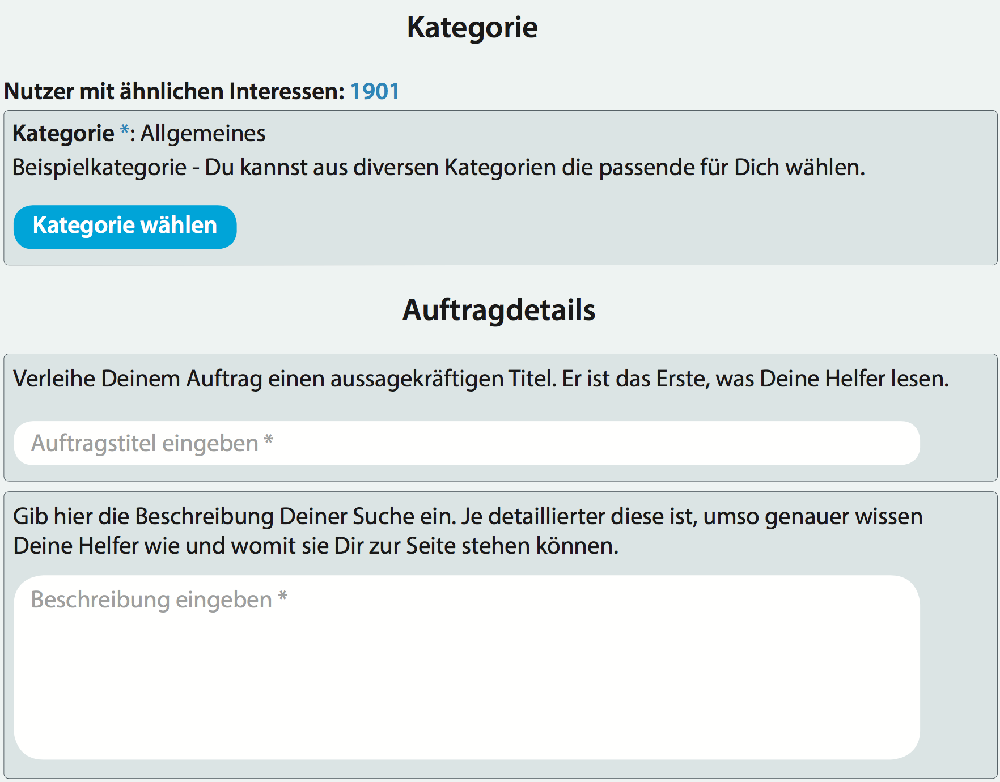 Kategorie
Nutzer mit ähnlichen Interessen: 1901
Kategorie *: Allgemeines
Beispielkategorie - Du kannst aus diversen Kategorien die passende für Dich wählen.
Kategorie wählen
Auftragdetails
Verleihe Deinem Auftrag einen aussagekräftigen Titel. Er ist das Erste, was Deine Helfer lesen.
Auftragstitel eingeben *
Gib hier die Beschreibung Deiner Suche ein. Je detaillierter diese ist, umso genauer wissen
Deine Helfer wie und womit sie Dir zur Seite stehen können.
Beschreibung eingeben *